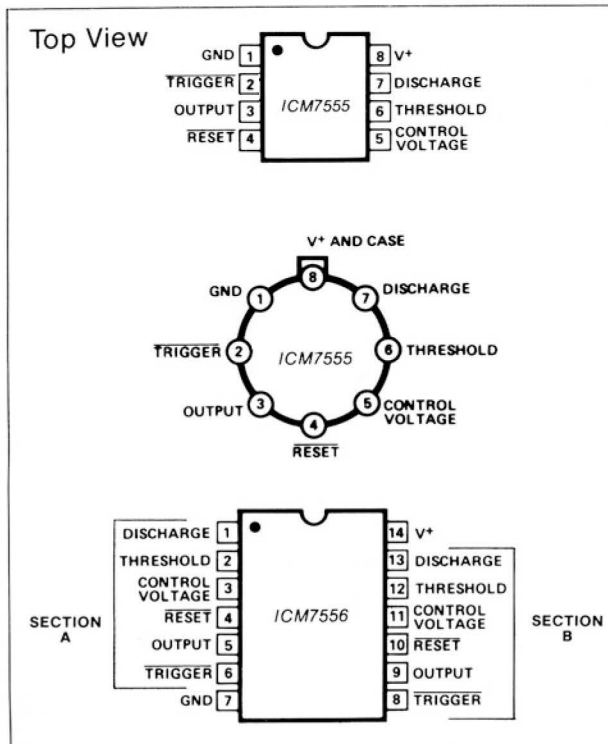 Top View
GND 1
8 V+
TRIGGER 2
7 DISCHARGE
OUTPUT 3
ICM7555
6 THRESHOLD
RESET 4
5 CONTROL
VOLTAGE
V+ AND CASE
8
GND 1
7 DISCHARGE
TRIGGER 2
ICM7555
6 THRESHOLD
OUTPUT 3
5 CONTROL
VOLTAGE
4
RESET
DISCHARGE 1
14 V+
THRESHOLD 2
13 DISCHARGE
CONTROL
VOLTAGE 3
12 THRESHOLD
SECTION
A
RESET 4
ICM7556
11 CONTROL
VOLTAGE
SECTION
B
OUTPUT 5
10 RESET
TRIGGER 6
9 OUTPUT
GND 7
8 TRIGGER